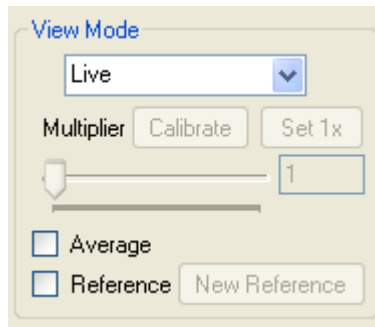 View Mode
Live
Multiplier Calibrate Set 1x
1
Average
Reference New Reference